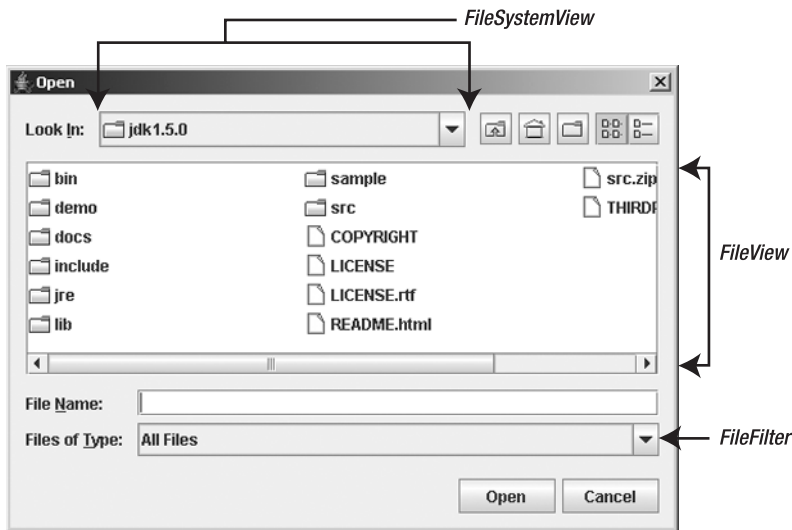 FileSystemView
Open
Look In: jdk1.5.0
bin
demo
docs
include
jre
lib
sample
src
COPYRIGHT
LICENSE
LICENSE.rtf
README.html
src.zip
FileView
File Name:
Files of Type: All Files
FileFilter
Open Cancel